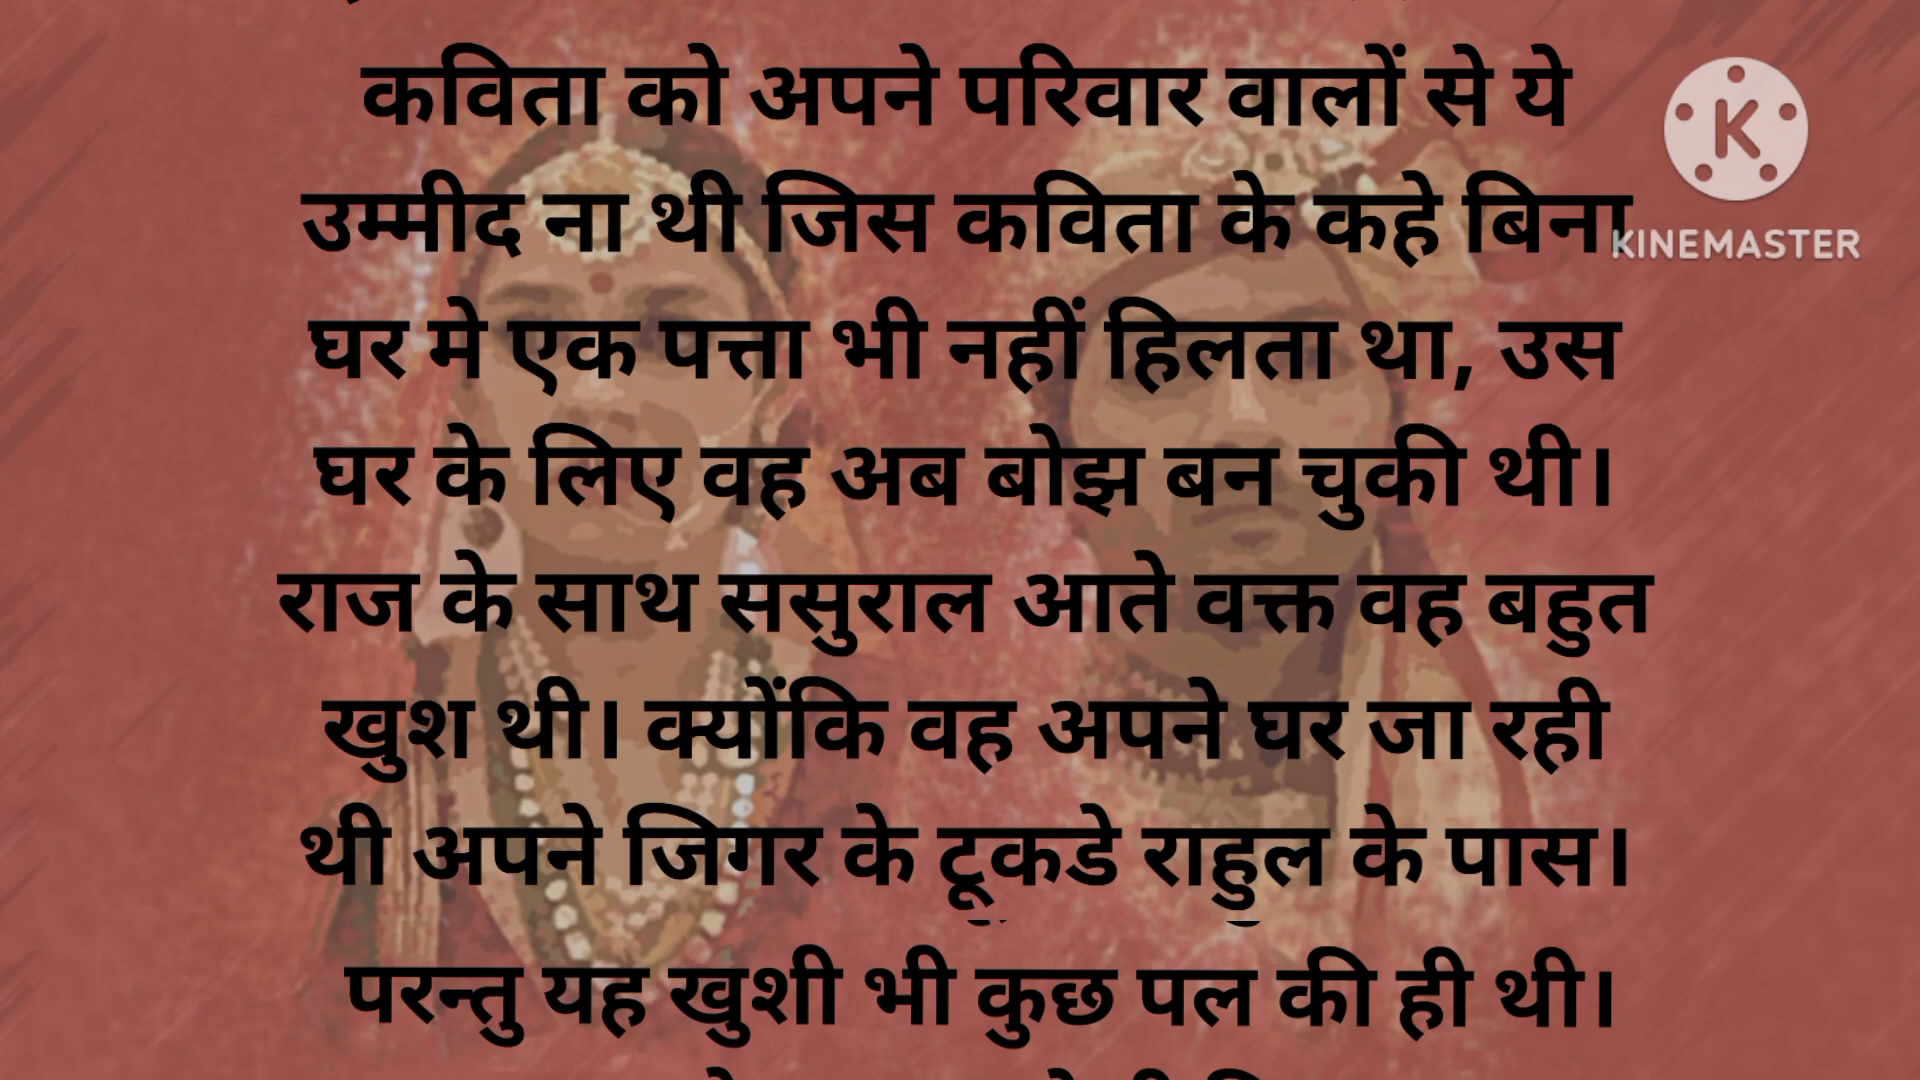 कविता को अपने परिवार वालों से ये
उम्मीद ना थी जिस कविता के कहे बिना
घर मे एक पत्ता भी नहीं हिलता था, उस
घर के लिए वह अब बोझ बन चुकी थी।
राज के साथ ससुराल आते वक्त वह बहुत
खुश थी। क्योंकि वह अपने घर जा रही
थी अपने जिगर के टूकडे राहुल के पास।
परन्तु यह खुशी भी कुछ पल की ही थी।
K
KINEMASTER